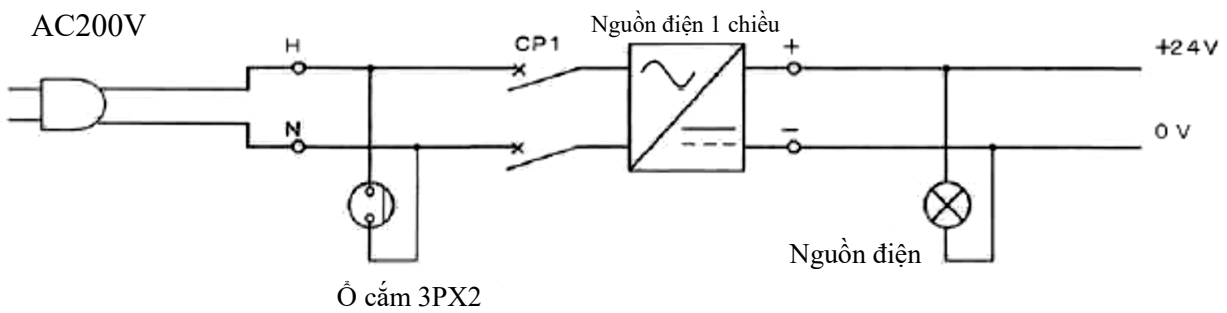 AC200V
H
CP1
Nguồn điện 1 chiều
+
+24V
N
−
0 V
Nguồn điện
Ổ cắm 3PX2